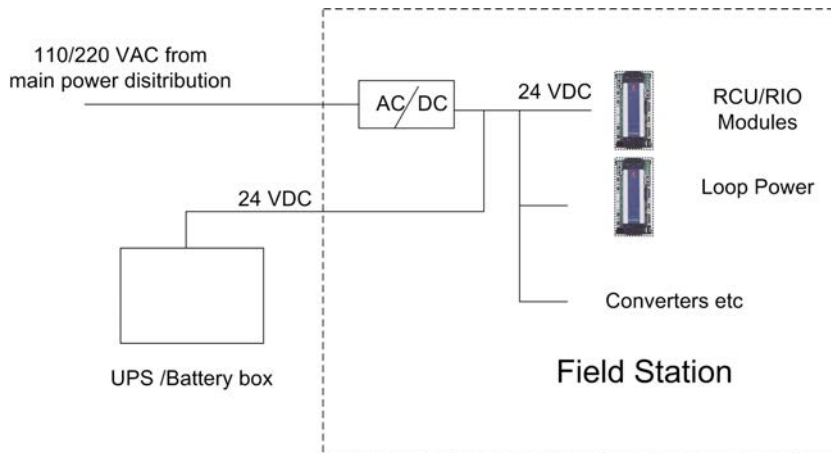 110/220 VAC from
main power disitribution
AC/DC
24 VDC
RCU/RIO
Modules
Loop Power
24 VDC
Converters etc
UPS /Battery box
Field Station